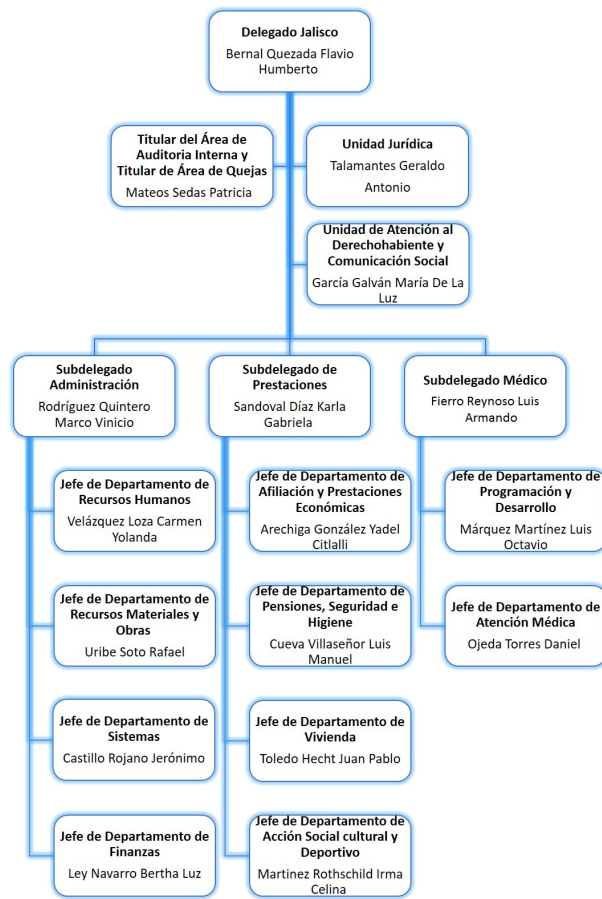 Delegado Jalisco
Bernal Quezada Flavio
Humberto
Titular del Área de
Auditoria Interna y
Titular de Área de Quejas
Mateos Sedas Patricia
Unidad Jurídica
Talamantes Geraldo
Antonio
Unidad de Atención al
Derechohabiente y
Comunicación Social
García Galván María De La
Luz
Subdelegado
Administración
Rodríguez Quintero
Marco Vinicio
Subdelegado de
Prestaciones
Sandoval Díaz Karla
Gabriela
Subdelegado Médico
Fierro Reynoso Luis
Armando
Jefe de Departamento de
Recursos Humanos
Velázquez Loza Carmen
Yolanda
Jefe de Departamento de
Afiliación y Prestaciones
Económicas
Arechiga González Yadel
Citlalli
Jefe de Departamento de
Programación y
Desarrollo
Márquez Martínez Luis
Octavio
Jefe de Departamento de
Recursos Materiales y
Obras
Uribe Soto Rafael
Jefe de Departamento de
Pensiones, Seguridad e
Higiene
Cueva Villaseñor Luis
Manuel
Jefe de Departamento de
Atención Médica
Ojeda Torres Daniel
Jefe de Departamento de
Sistemas
Castillo Rojano Jerónimo
Jefe de Departamento de
Vivienda
Toledo Hecht Juan Pablo
Jefe de Departamento de
Finanzas
Ley Navarro Bertha Luz
Jefe de Departamento de
Acción Social cultural y
Deportivo
Martinez Rothschild Irma
Celina